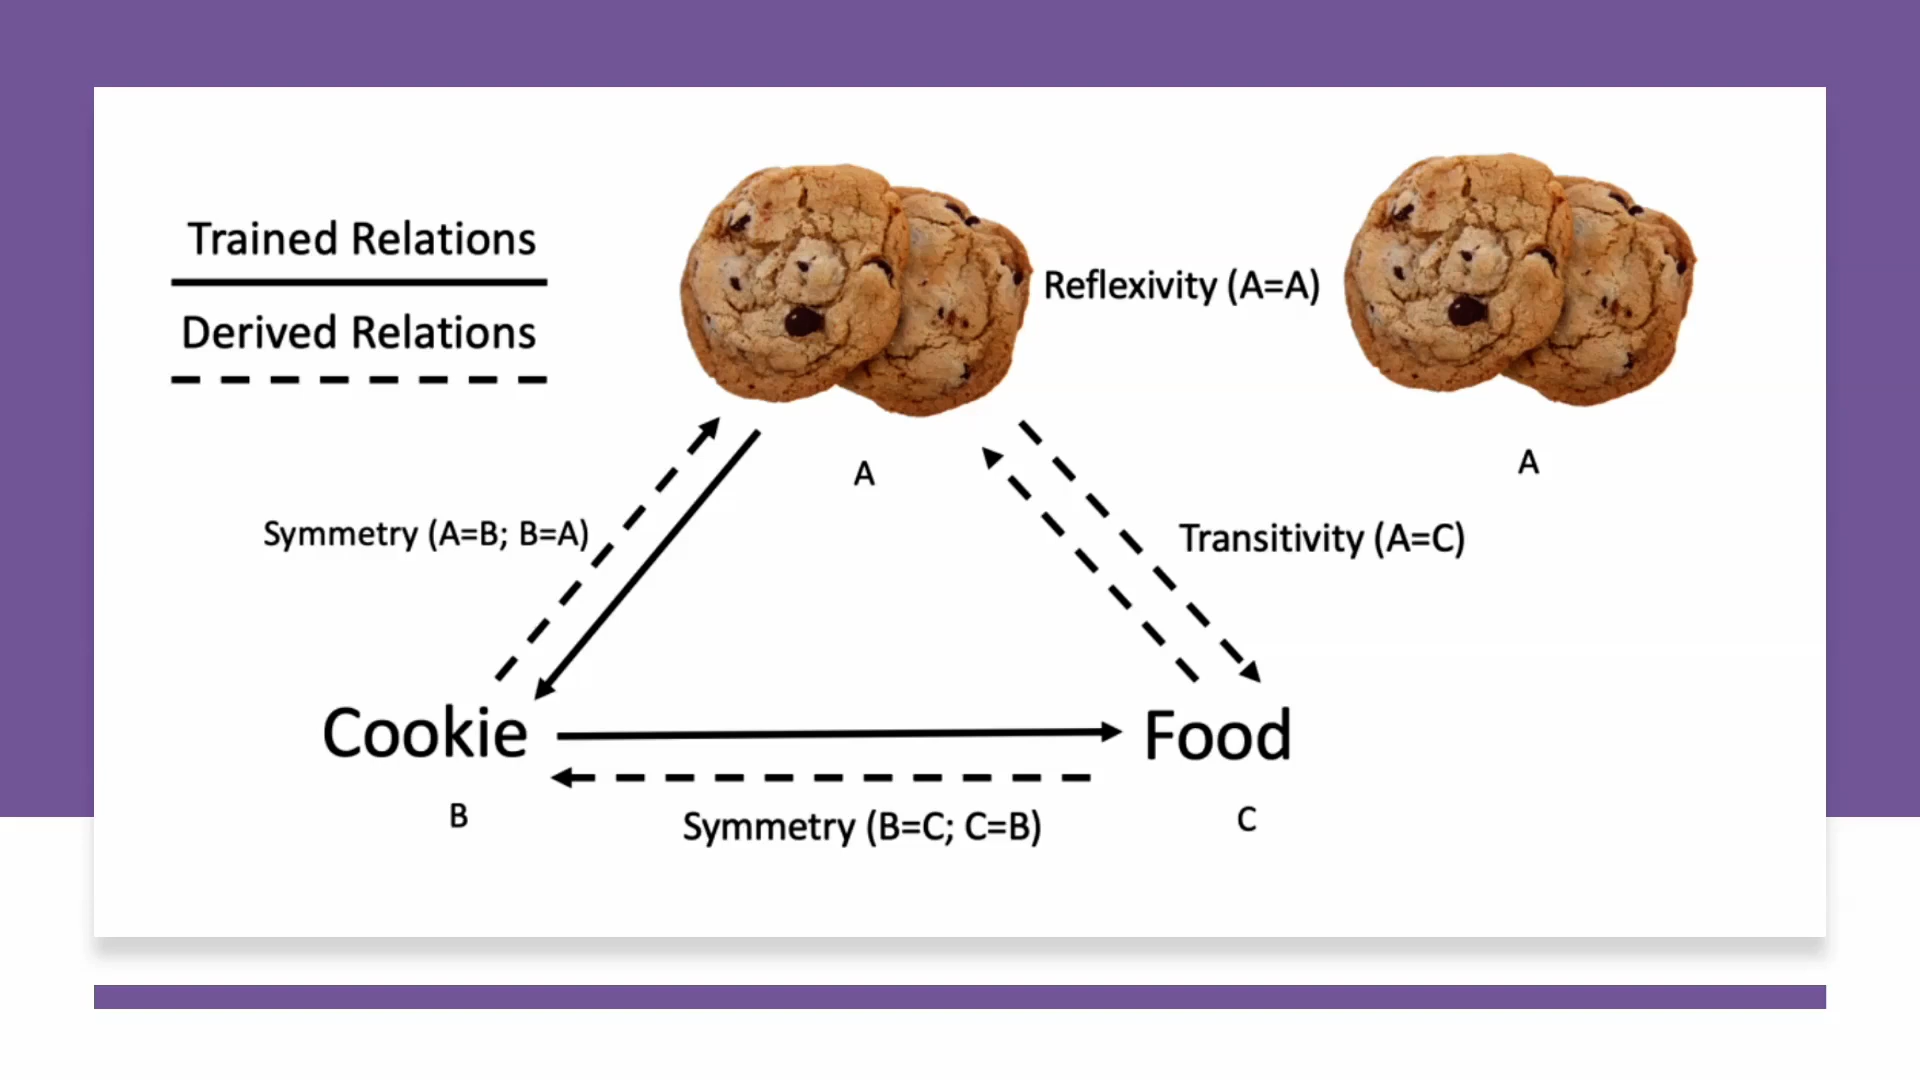 Trained Relations
Derived Relations
Reflexivity (A=A)
A
A
Symmetry (A=B; B=A)
Transitivity (A=C)
Cookie
Food
B
C
Symmetry (B=C; C=B)